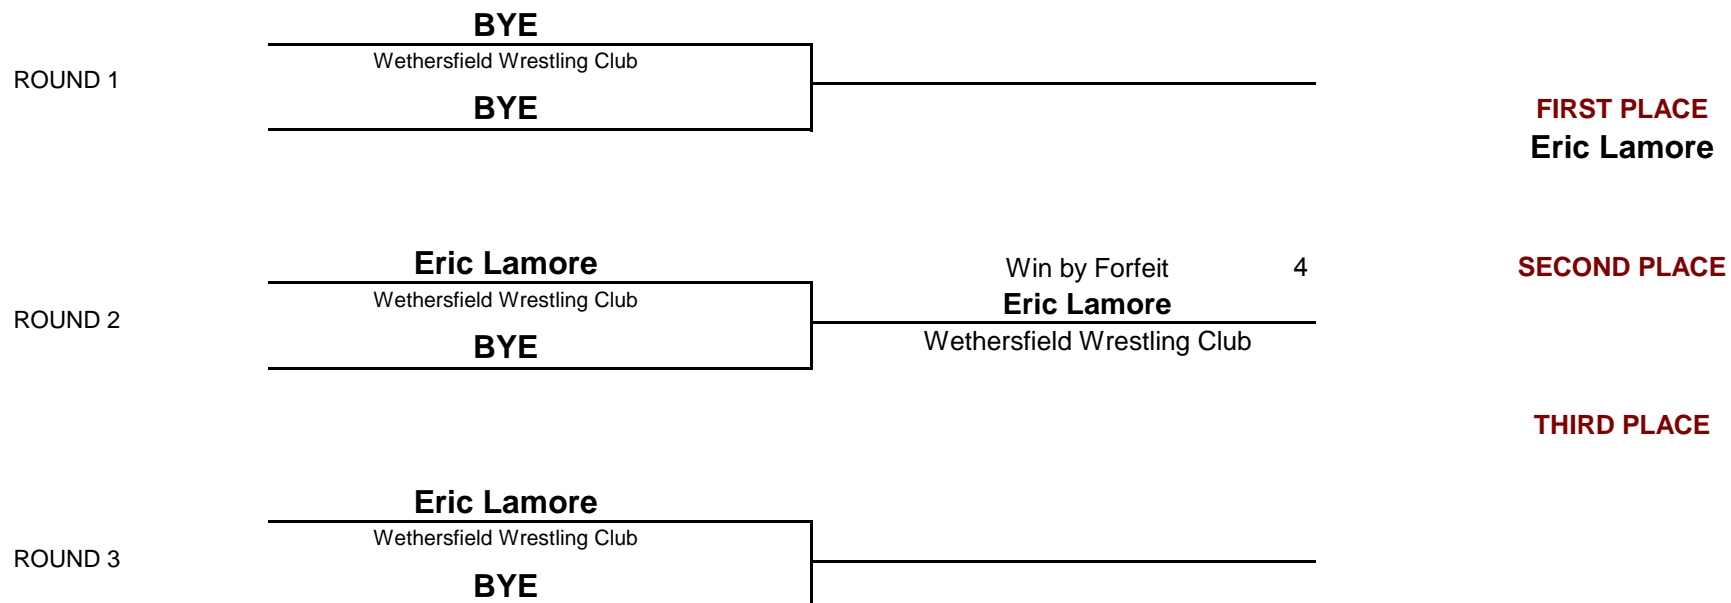 BYE
Wethersfield Wrestling Club
ROUND 1
BYE
FIRST PLACE
Eric Lamore
Eric Lamore
Win by Forfeit 4
SECOND PLACE
Wethersfield Wrestling Club
Eric Lamore
ROUND 2
BYE
Wethersfield Wrestling Club
THIRD PLACE
Eric Lamore
Wethersfield Wrestling Club
ROUND 3
BYE